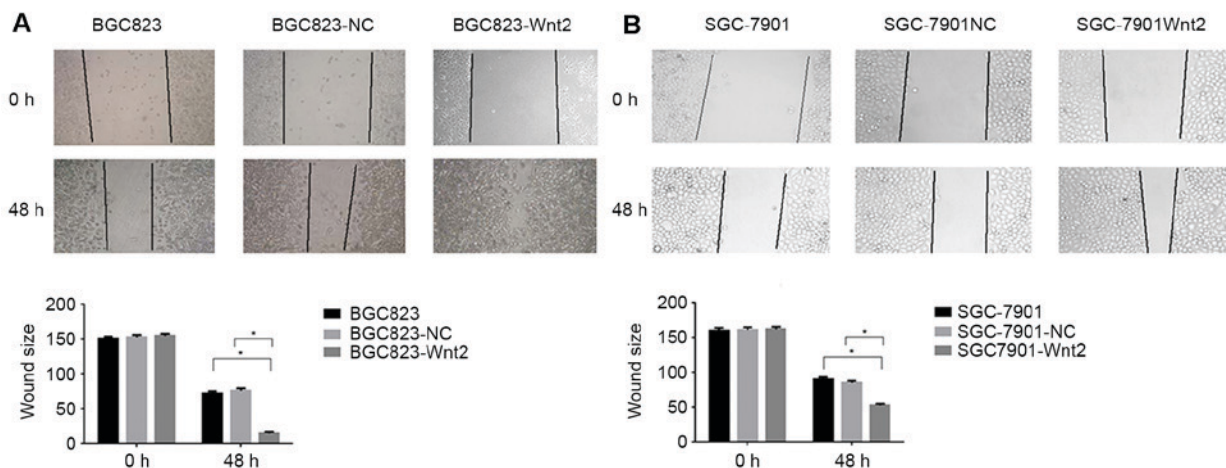 A
BGC823
BGC823-NC
BGC823-Wnt2
0 h
48 h
200
150
100
50
0
Wound size
0 h
48 h
*
*
BGC823
BGC823-NC
BGC823-Wnt2
B
SGC-7901
SGC-7901NC
SGC-7901Wnt2
0 h
48 h
200
150
100
50
0
Wound size
0 h
48 h
*
*
SGC-7901
SGC-7901-NC
SGC7901-Wnt2